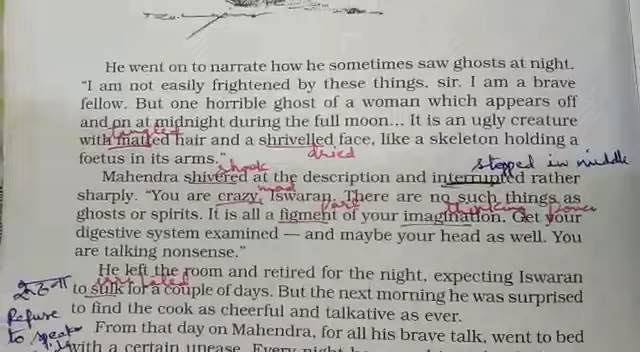 He went on to narrate how he sometimes saw ghosts at night.
"I am not easily frightened by these things, sir. I am a brave
fellow. But one horrible ghost of a woman which appears off
and on at midnight during the full moon... It is an ugly creature
tangled
with matted hair and a shrivelled face, like a skeleton holding a
dried
foetus in its arms."
shook
stopped in middle
Mahendra shivered at the description and interrupted rather
mad
sharply. "You are crazy, Iswaran. There are no such things as
part
thinking
ghosts or spirits. It is all a figment of your imagination. Get your
digestive system examined — and maybe your head as well. You
are talking nonsense."
He left the room and retired for the night, expecting Iswaran
to sulk for a couple of days. But the next morning he was surprised
Refuse
to find the cook as cheerful and talkative as ever.
to speak
From that day on Mahendra, for all his brave talk, went to bed
with a certain unease. Every night he